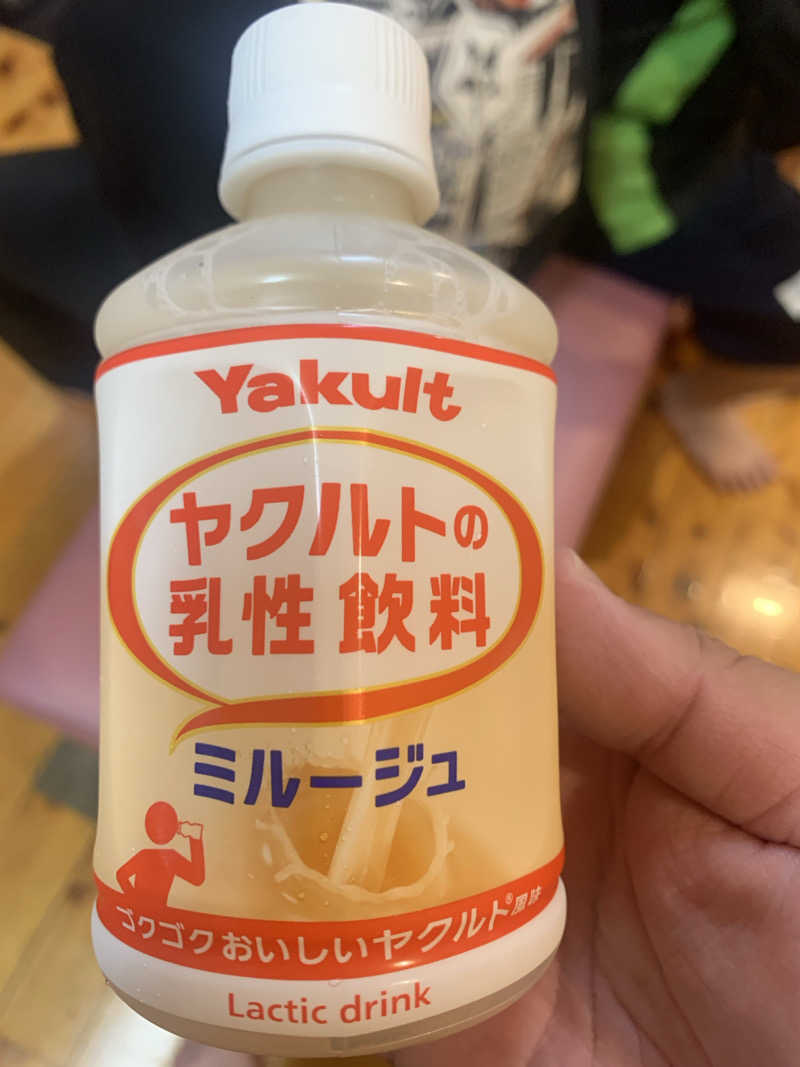 Yakult
ヤクルトの
乳性飲料
ミルージュ
ゴクゴクおいしいヤクルト®風味
Lactic drink